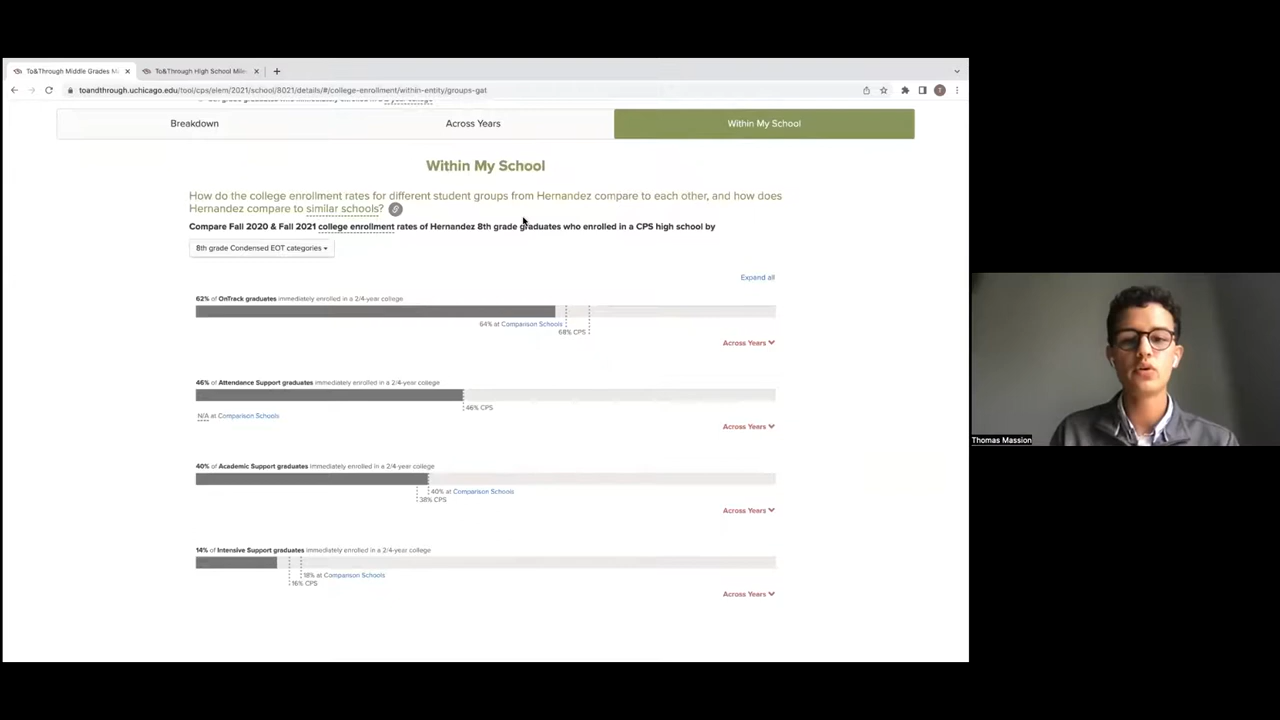 To&Through Middle Grades M
To&Through High School Mile
toandthrough.uchicago.edu/tool/cps/elem/2021/school/8021/details/#/college-enrollment/within-entity/groups-gat
T
Breakdown
Across Years
Within My School
Within My School
How do the college enrollment rates for different student groups from Hernandez compare to each other, and how does
Hernandez compare to similar schools?
Compare Fall 2020 & Fall 2021 college enrollment rates of Hernandez 8th grade graduates who enrolled in a CPS high school by
8th grade Condensed EOT categories
Expand all
62% of OnTrack graduates immediately enrolled in a 2/4-year college
64% at Comparison Schools
68% CPS
Across Years
46% of Attendance Support graduates immediately enrolled in a 2/4-year college
46% CPS
N/A at Comparison Schools
Across Years
40% of Academic Support graduates immediately enrolled in a 2/4-year college
40% at Comparison Schools
38% CPS
Across Years
14% of Intensive Support graduates immediately enrolled in a 2/4-year college
18% at Comparison Schools
16% CPS
Across Years
Thomas Massion